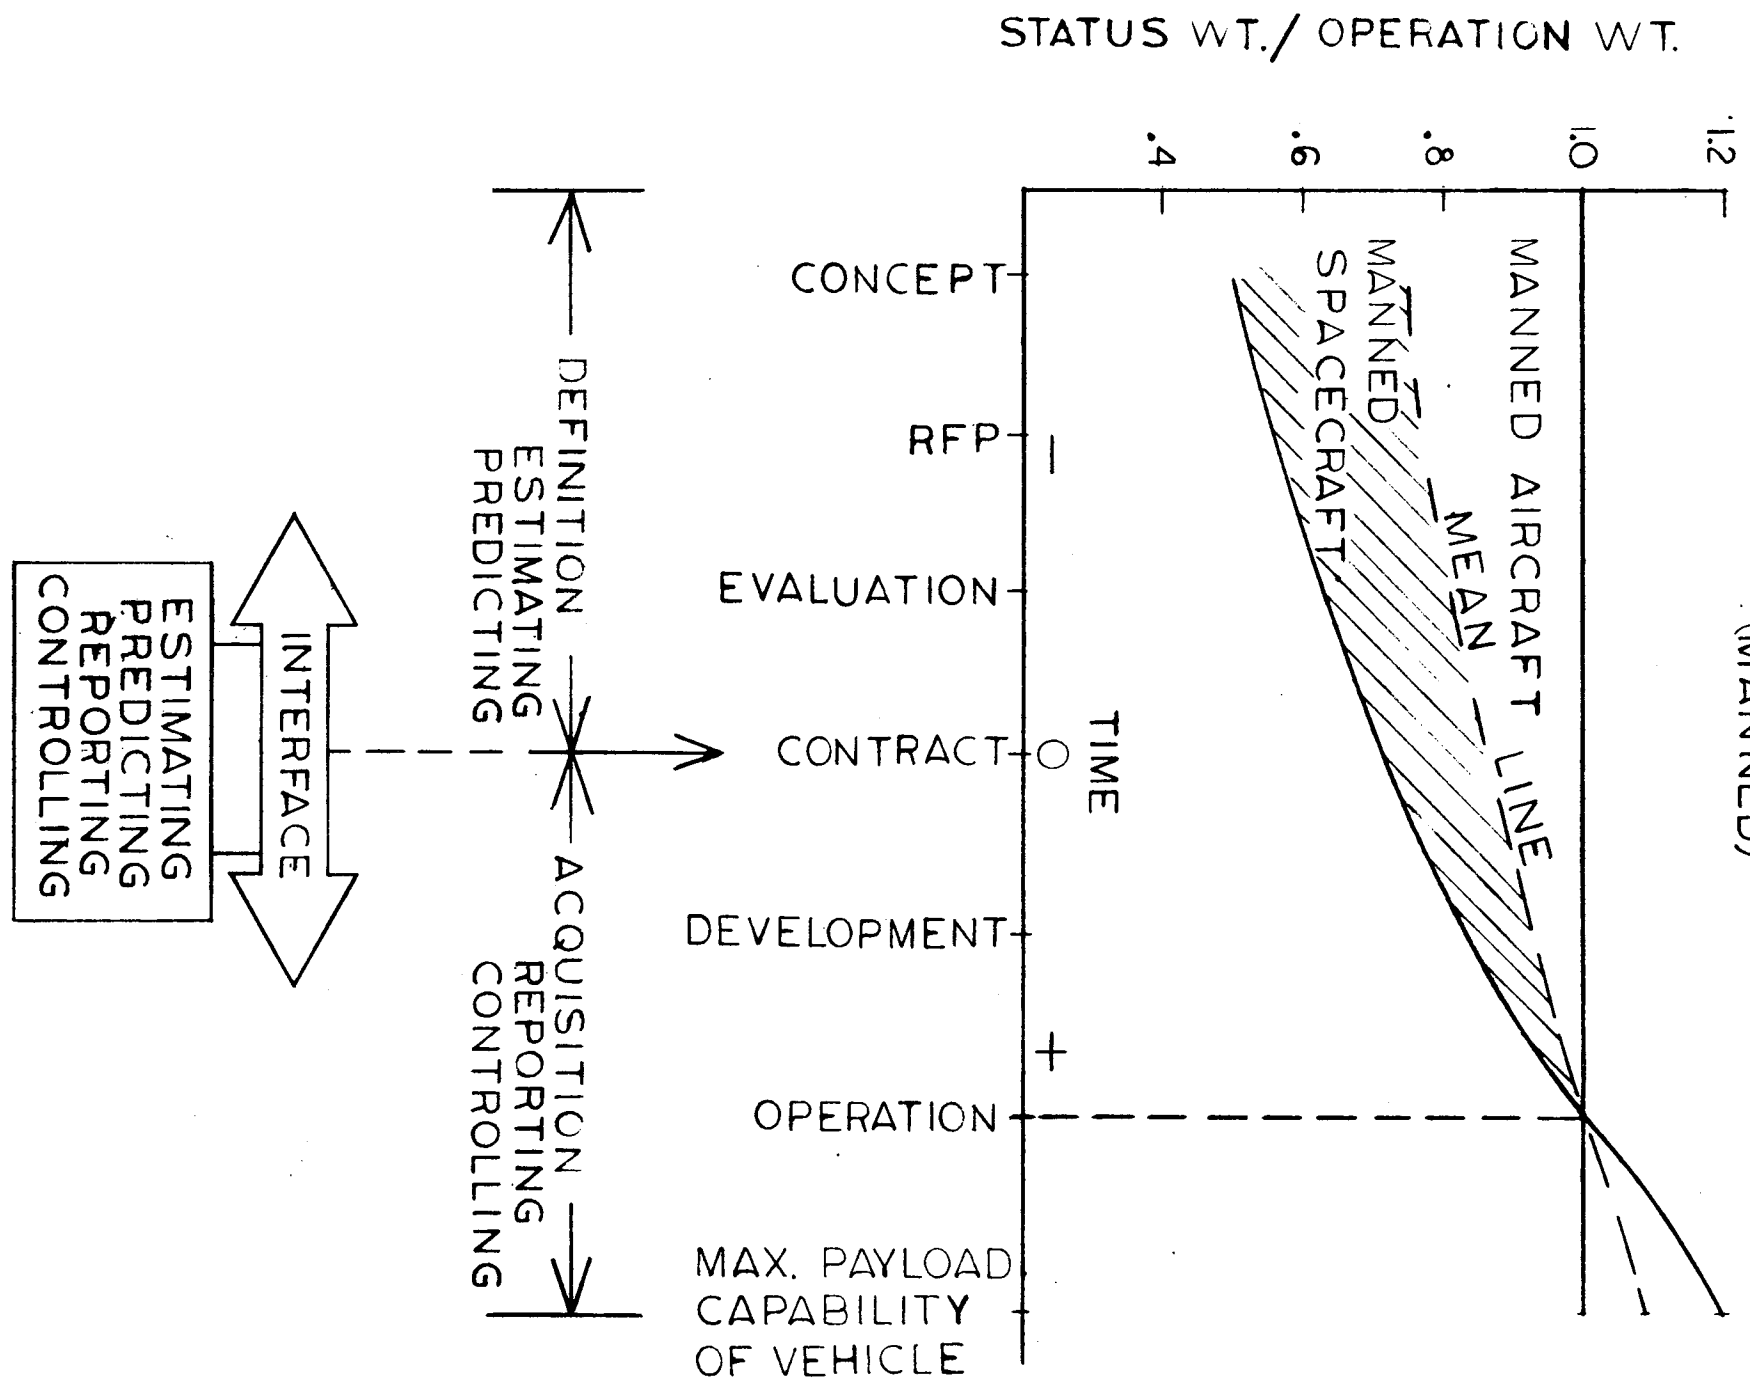 STATUS WT./ OPERATION WT.
1.2
1.0
.8
.6
.4
(MANNED)
MANNED AIRCRAFT LINE
MEAN
MANNED
SPACECRAFT
TIME
-
O
+
CONCEPT
RFP
EVALUATION
CONTRACT
DEVELOPMENT
OPERATION
MAX. PAYLOAD
CAPABILITY
OF VEHICLE
DEFINITION
ESTIMATING
PREDICTING
ACQUISITION
REPORTING
CONTROLLING
INTERFACE
ESTIMATING
PREDICTING
REPORTING
CONTROLLING